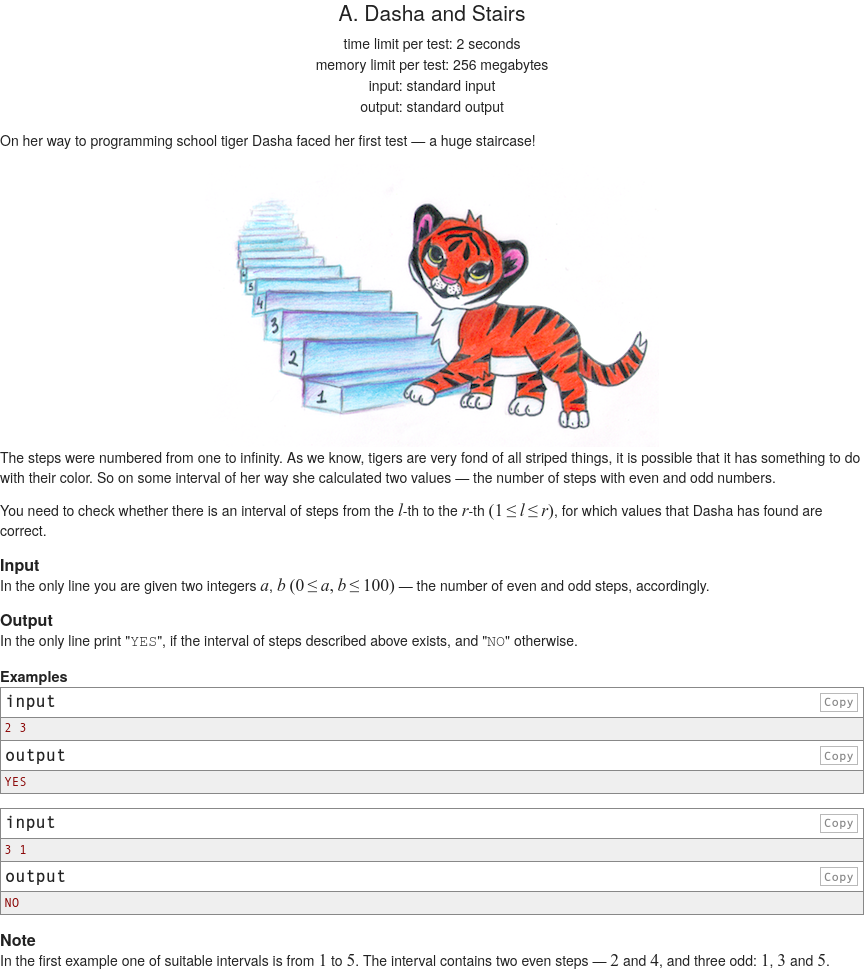 A. Dasha and Stairs
time limit per test: 2 seconds
memory limit per test: 256 megabytes
input: standard input
output: standard output
On her way to programming school tiger Dasha faced her first test — a huge staircase!
5
4
3
2
1
The steps were numbered from one to infinity. As we know, tigers are very fond of all striped things, it is possible that it has something to do
with their color. So on some interval of her way she calculated two values — the number of steps with even and odd numbers.
You need to check whether there is an interval of steps from the l-th to the r-th (1 ≤ l ≤ r), for which values that Dasha has found are
correct.
Input
In the only line you are given two integers a, b (0 ≤ a, b ≤ 100) — the number of even and odd steps, accordingly.
Output
In the only line print "YES", if the interval of steps described above exists, and "NO" otherwise.
Examples
input Copy
2 3
output Copy
YES
input Copy
3 1
output Copy
NO
Note
In the first example one of suitable intervals is from 1 to 5. The interval contains two even steps — 2 and 4, and three odd: 1, 3 and 5.